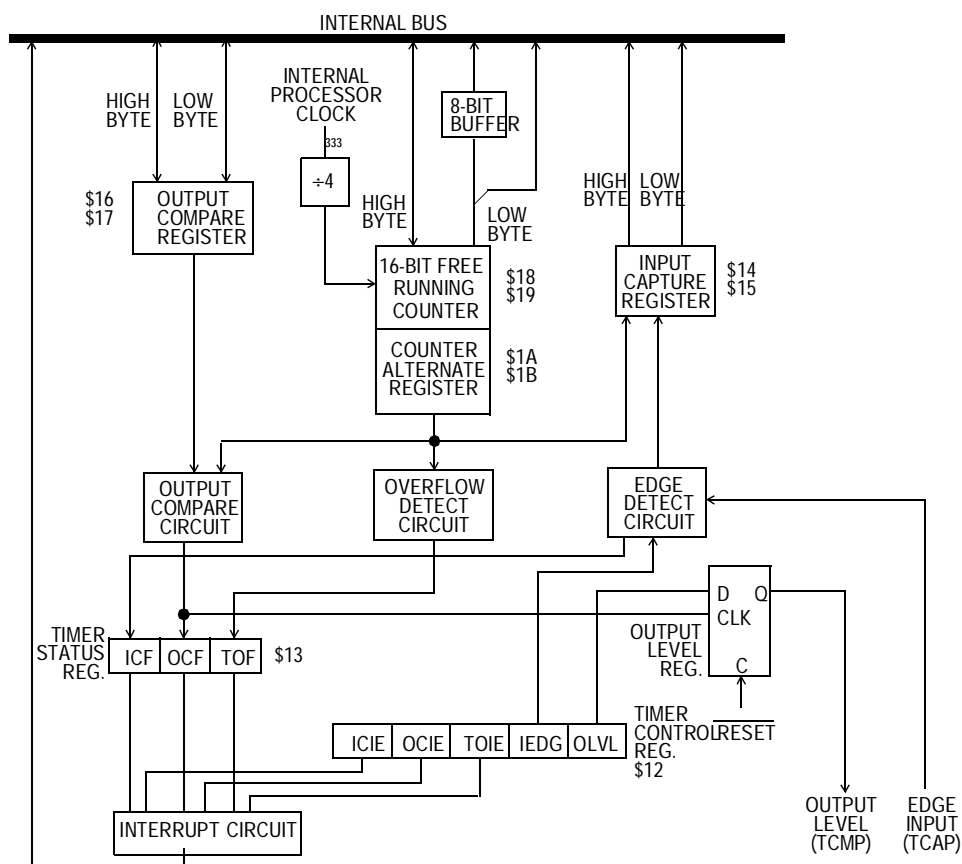 INTERNAL BUS
HIGH
BYTE
LOW
BYTE
INTERNAL
PROCESSOR
CLOCK
333
÷4
8-BIT
BUFFER
HIGH
BYTE
LOW
BYTE
HIGH
BYTE
LOW
BYTE
$16
$17
OUTPUT
COMPARE
REGISTER
16-BIT FREE
RUNNING
COUNTER
$18
$19
COUNTER
ALTERNATE
REGISTER
$1A
$1B
INPUT
CAPTURE
REGISTER
$14
$15
OUTPUT
COMPARE
CIRCUIT
OVERFLOW
DETECT
CIRCUIT
EDGE
DETECT
CIRCUIT
D Q
CLK
C
OUTPUT
LEVEL
REG.
RESET
TIMER
STATUS
REG.
ICF OCF TOF
$13
ICIE OCIE TOIE IEDG OLVL
TIMER
CONTROL
REG.
$12
INTERRUPT CIRCUIT
OUTPUT
LEVEL
(TCMP)
EDGE
INPUT
(TCAP)